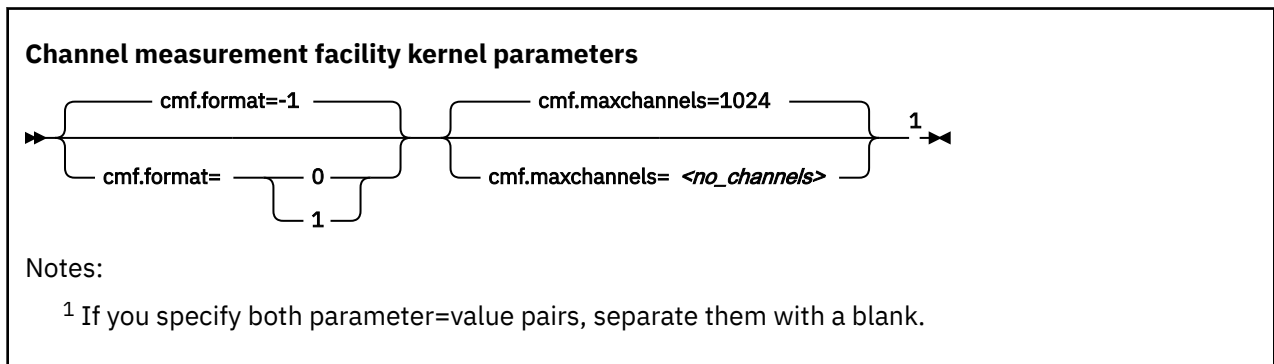 Channel measurement facility kernel parameters
cmf.format=-1 cmf.maxchannels=1024
1
cmf.format= 0 cmf.maxchannels= <no_channels>
1
Notes:
1 If you specify both parameter=value pairs, separate them with a blank.